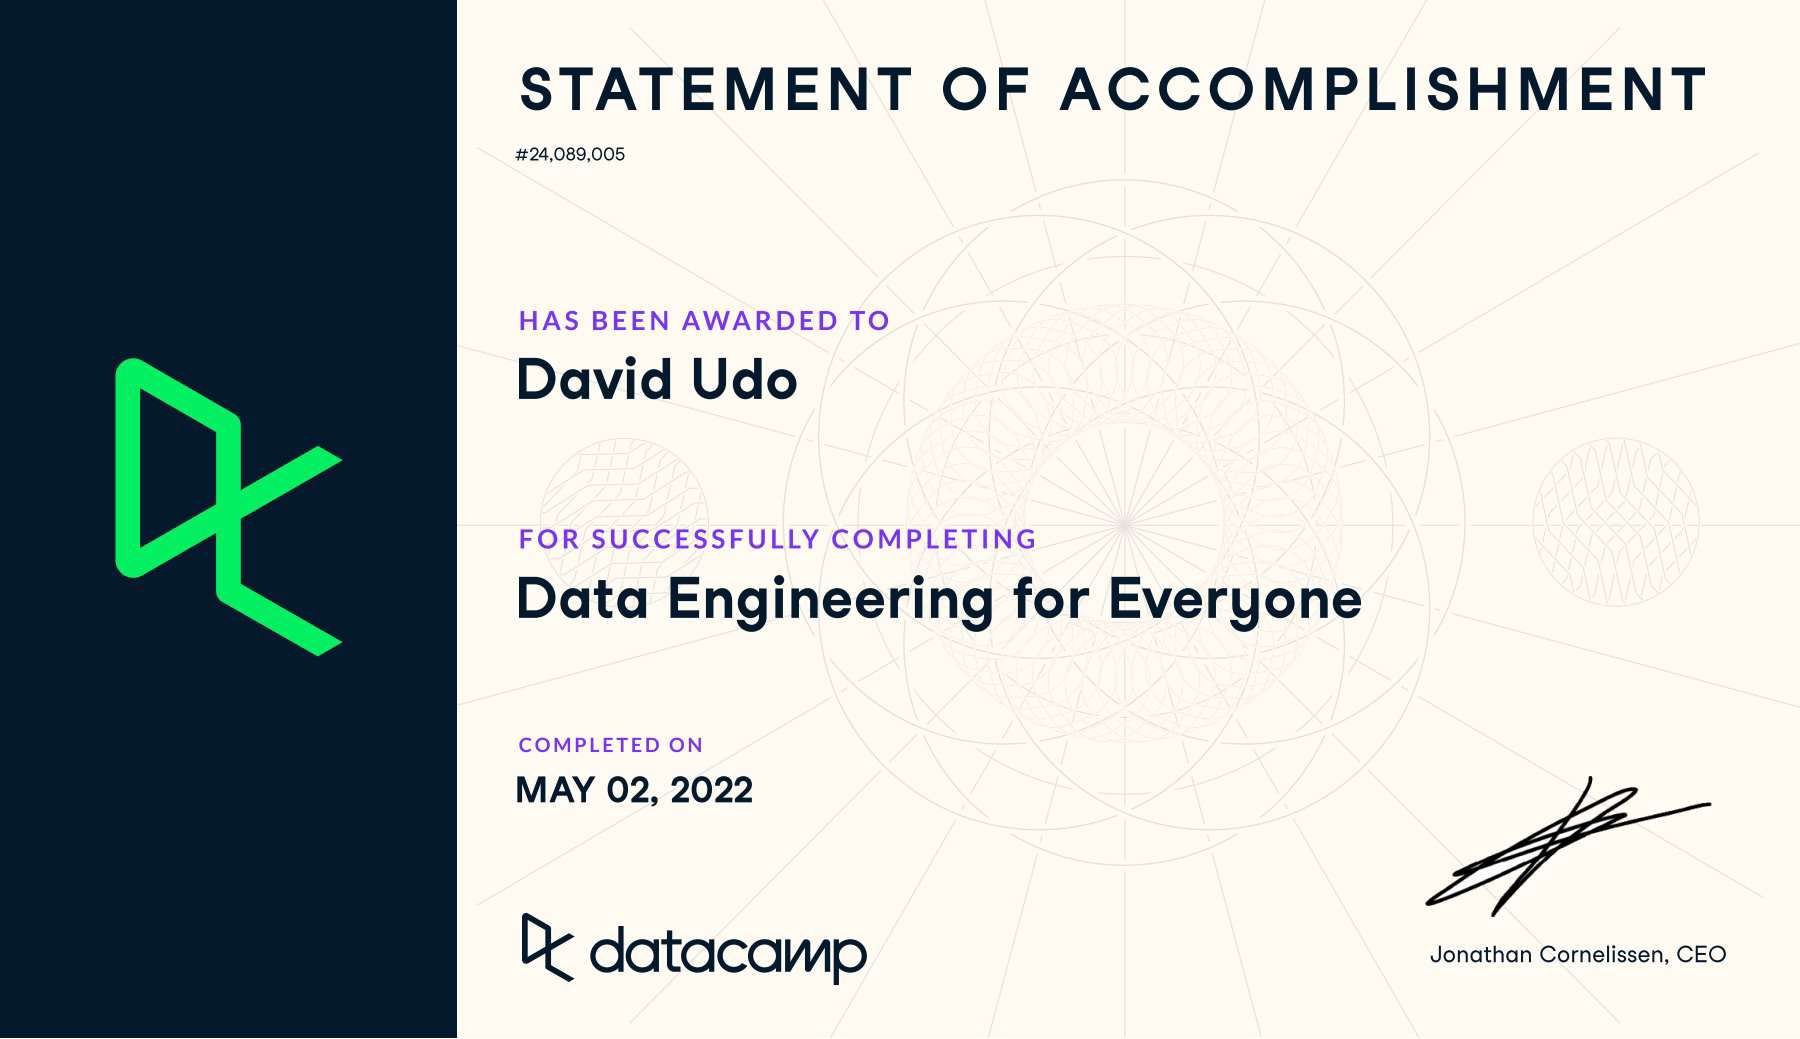 STATEMENT OF ACCOMPLISHMENT
#24,089,005
HAS BEEN AWARDED TO
David Udo
FOR SUCCESSFULLY COMPLETING
Data Engineering for Everyone
COMPLETED ON
MAY 02, 2022
datacamp
Jonathan Cornelissen, CEO